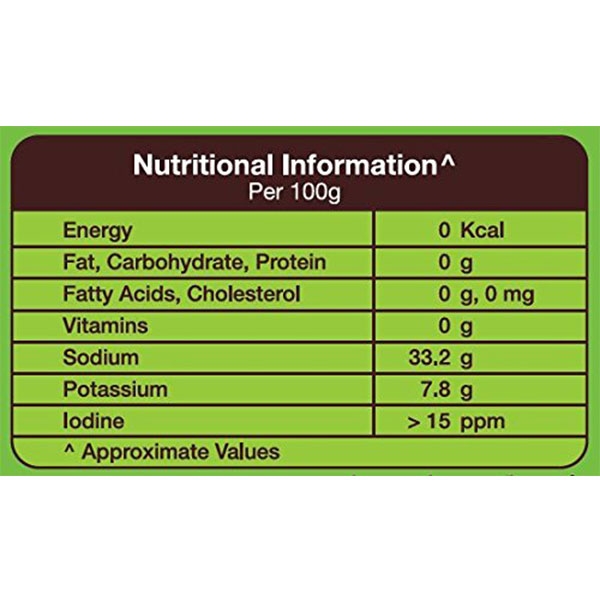 Nutritional Information^
Per 100g
Energy 0 Kcal
Fat, Carbohydrate, Protein 0 g
Fatty Acids, Cholesterol 0 g, 0 mg
Vitamins 0 g
Sodium 33.2 g
Potassium 7.8 g
Iodine > 15 ppm
^ Approximate Values